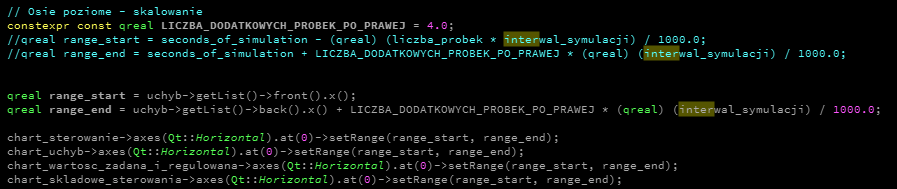 // Osie poziome - skalowanie
constexpr const qreal LICZBA_DODATKOWYCH_PROBEK_PO_PRAWEJ = 4.0;
//qreal range_start = seconds_of_simulation - (qreal) (liczba_probek * interwal_symulacji) / 1000.0;
//qreal range_end = seconds_of_simulation + LICZBA_DODATKOWYCH_PROBEK_PO_PRAWEJ * (qreal) (interwal_symulacji) / 1000.0;
qreal range_start = uchyb->getList()->front().x();
qreal range_end = uchyb->getList()->back().x() + LICZBA_DODATKOWYCH_PROBEK_PO_PRAWEJ * (qreal) (interwal_symulacji) / 1000.0;
chart_sterowanie->axes(Qt::Horizontal).at(0)->setRange(range_start, range_end);
chart_uchyb->axes(Qt::Horizontal).at(0)->setRange(range_start, range_end);
chart_wartosc_zadana_i_regulowana->axes(Qt::Horizontal).at(0)->setRange(range_start, range_end);
chart_skladowe_sterowania->axes(Qt::Horizontal).at(0)->setRange(range_start, range_end);